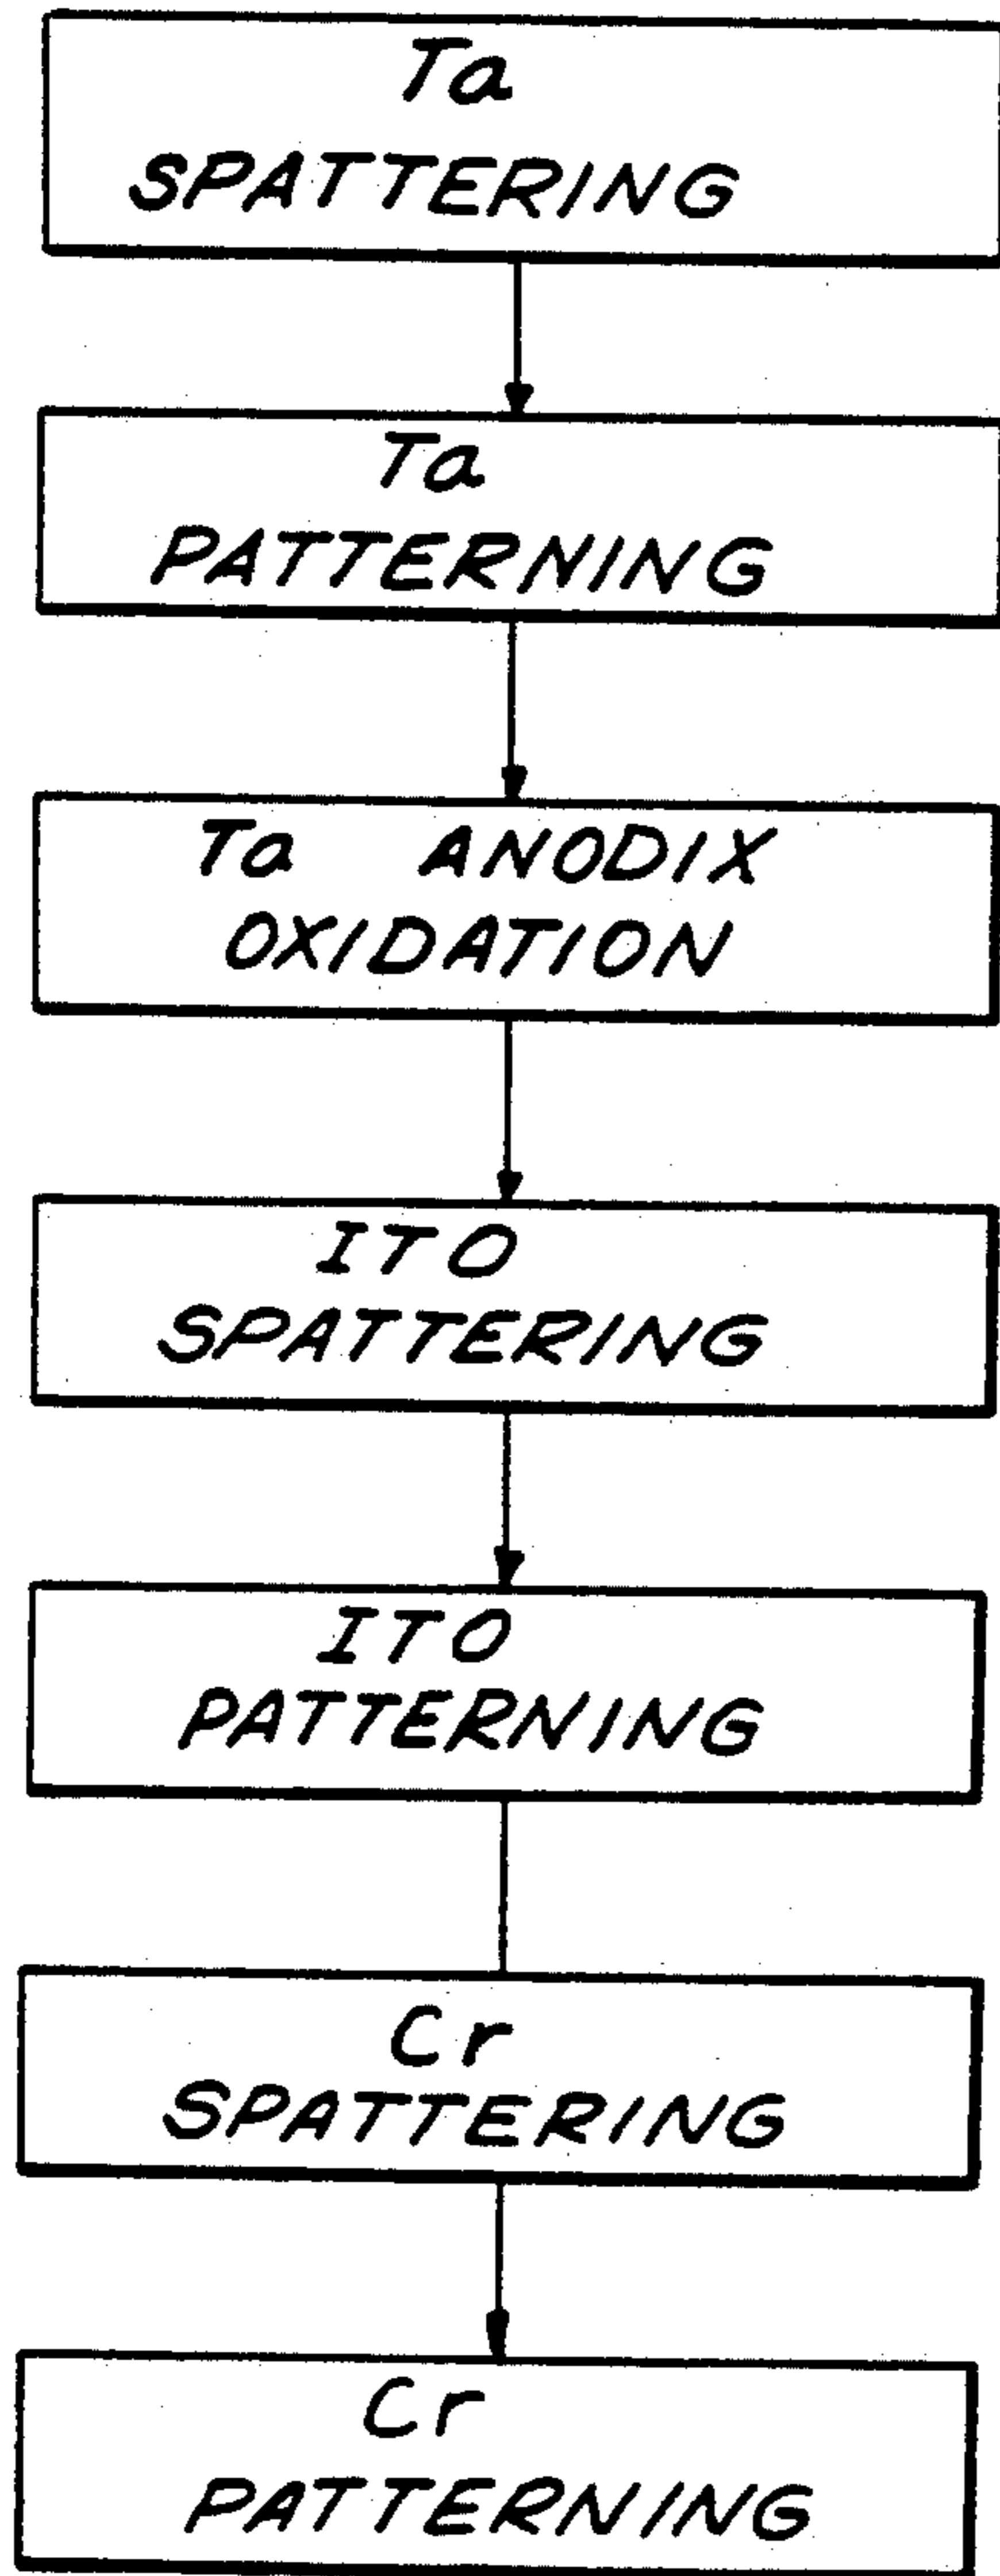 Ta
SPATTERING
Ta
PATTERNING
Ta ANODIX
OXIDATION
ITO
SPATTERING
ITO
PATTERNING
Cr
SPATTERING
Cr
PATTERNING